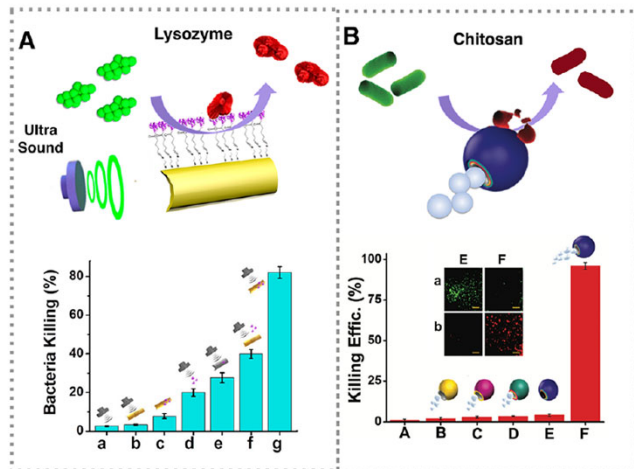 A
Lysozyme
Ultra
Sound
Bacteria Killing (%)
80
60
40
20
0
a b c d e f g
B
Chitosan
Killing Effic. (%)
100
75
50
25
0
E F
a
b
A B C D E F